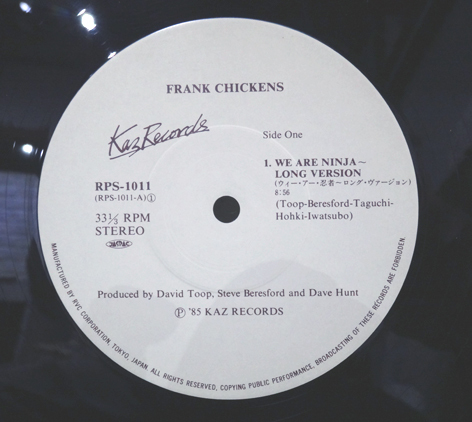 FRANK CHICKENS
Kaz Records
Side One
1. WE ARE NINJA~
LONG VERSION
(ウィー・アー・忍者～ロング・ヴァージョン)
8:56
(Toop-Beresford-Taguchi-
Hohki-Iwatsubo)
RPS-1011
(RPS-1011-A)①
33⅓ RPM
STEREO
Produced by David Toop, Steve Beresford and Dave Hunt
Ⓟ '85 KAZ RECORDS
MANUFACTURED BY RVC CORPORATION, TOKYO, JAPAN ALL RIGHTS RESERVED, COPYING PUBLIC PERFORMANCE, BROADCASTING OF THESE RECORDS ARE FORBIDDEN